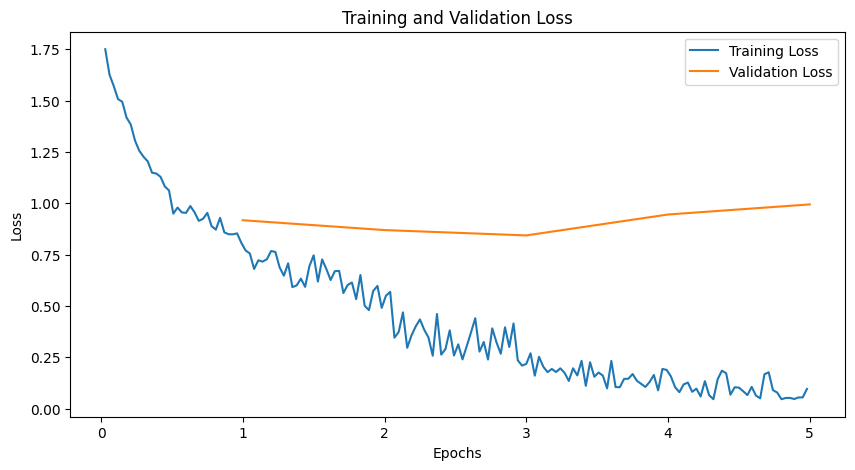 Training and Validation Loss
Training Loss
Validation Loss
Loss
1.75
1.50
1.25
1.00
0.75
0.50
0.25
0.00
0 1 2 3 4 5
Epochs